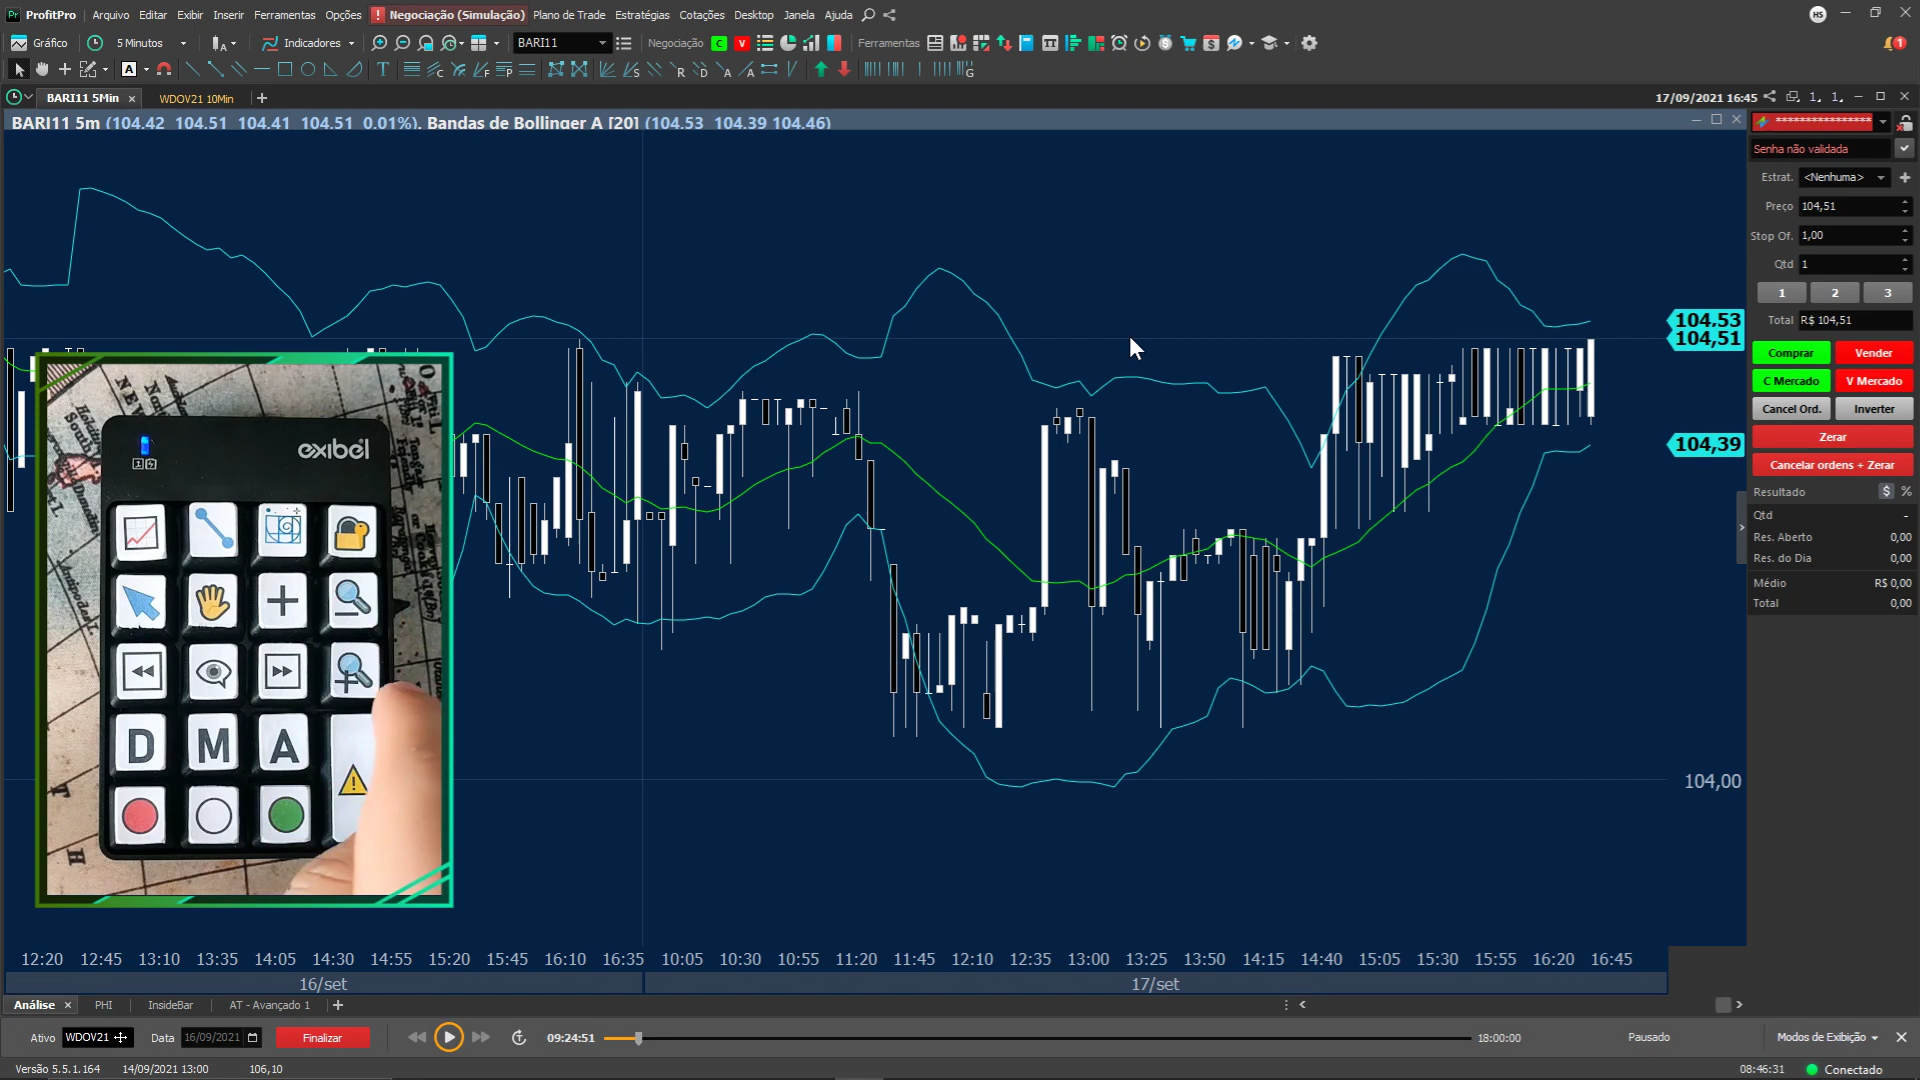 ProfitPro Arquivo Editar Exibir Inserir Ferramentas Opções ! Negociação (Simulação) Plano de Trade Estratégias Cotações Desktop Janela Ajuda HS
Gráfico 5 Minutos Indicadores BARI11 Negociação C V Ferramentas 1
BARI11 5Min WDOV21 10Min 17/09/2021 16:45
BARI11 5m (104,42 104,51 104,41 104,51 0,01%), Bandas de Bollinger A [20] (104,53 104,39 104,46)
****************
Senha não validada
Estrat. <Nenhuma>
Preço 104,51
Stop Of. 1,00
Qtd 1
1 2 3
Total R$ 104,51
Comprar Vender
C Mercado V Mercado
Cancel Ord. Inverter
Zerar
Cancelar ordens + Zerar
Resultado $ %
Qtd -
Res. Aberto 0,00
Res. do Dia 0,00
Médio R$ 0,00
Total 0,00
104,53
104,51
104,39
104,00
exibel
D M A
12:20 12:45 13:10 13:35 14:05 14:30 14:55 15:20 15:45 16:10 16:35 10:05 10:30 10:55 11:20 11:45 12:10 12:35 13:00 13:25 13:50 14:15 14:40 15:05 15:30 15:55 16:20 16:45
16/set 17/set
Análise PHI InsideBar AT - Avançado 1
Ativo WDOV21 Data 16/09/2021 Finalizar 09:24:51 18:00:00 Pausado Modos de Exibição
Versão 5.5.1.164 14/09/2021 13:00 106,10 08:46:31 Conectado